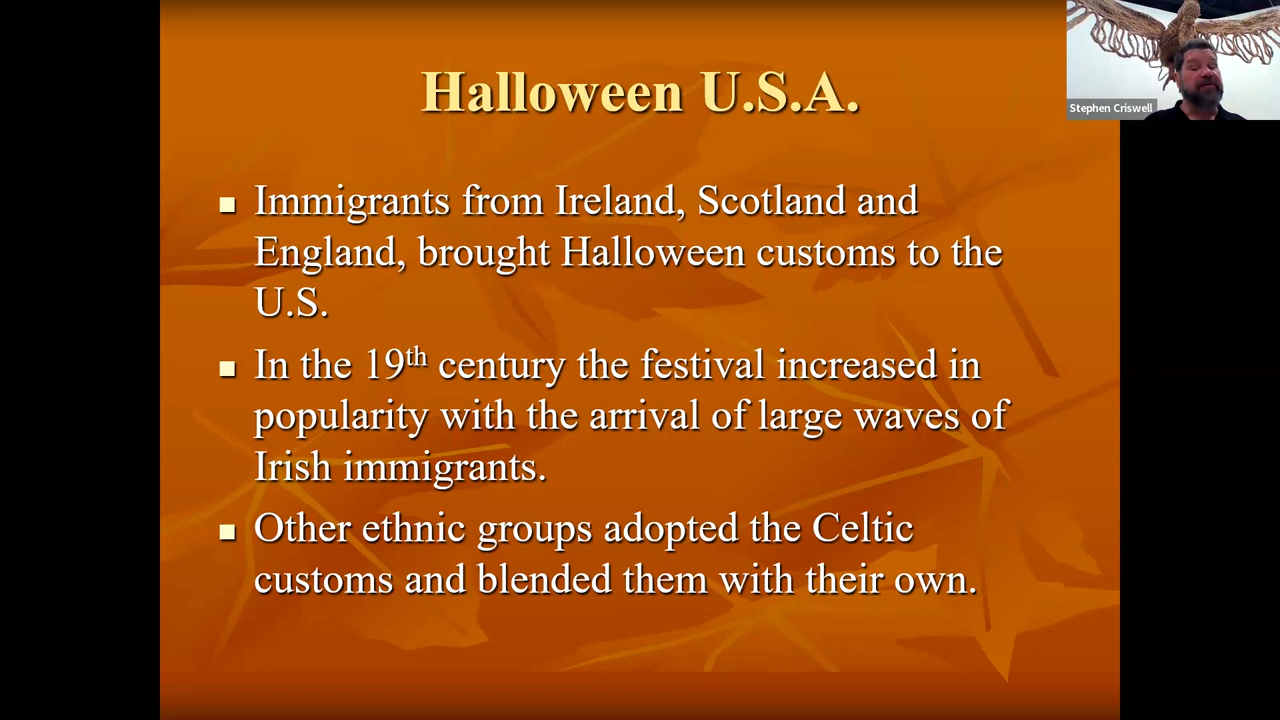 Halloween U.S.A.
Stephen Criswell
Immigrants from Ireland, Scotland and
England, brought Halloween customs to the
U.S.
In the 19th century the festival increased in
popularity with the arrival of large waves of
Irish immigrants.
Other ethnic groups adopted the Celtic
customs and blended them with their own.